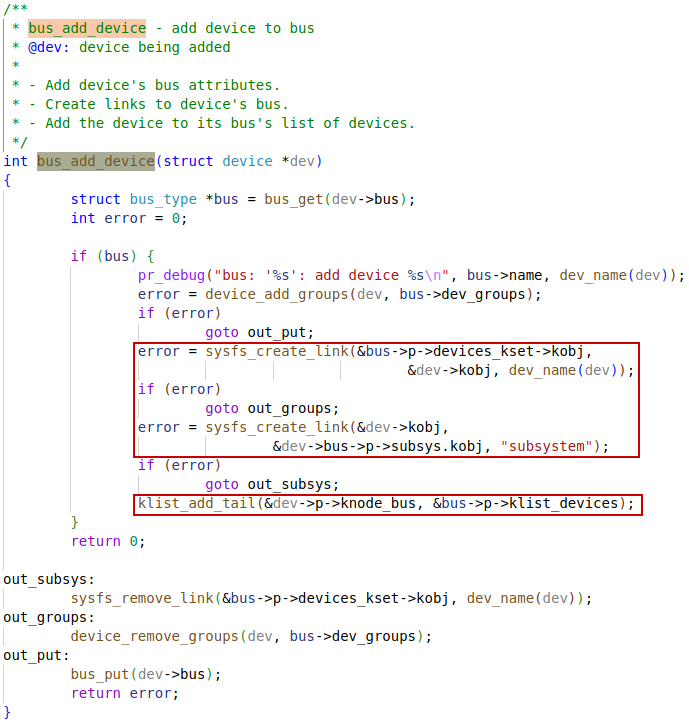 /**
 * bus_add_device - add device to bus
 * @dev: device being added
 *
 * - Add device's bus attributes.
 * - Create links to device's bus.
 * - Add the device to its bus's list of devices.
 */
int bus_add_device(struct device *dev)
{
        struct bus_type *bus = bus_get(dev->bus);
        int error = 0;

        if (bus) {
                pr_debug("bus: '%s': add device %s\n", bus->name, dev_name(dev));
                error = device_add_groups(dev, bus->dev_groups);
                if (error)
                        goto out_put;
                error = sysfs_create_link(&bus->p->devices_kset->kobj,
                                                &dev->kobj, dev_name(dev));
                if (error)
                        goto out_groups;
                error = sysfs_create_link(&dev->kobj,
                                &dev->bus->p->subsys.kobj, "subsystem");
                if (error)
                        goto out_subsys;
                klist_add_tail(&dev->p->knode_bus, &bus->p->klist_devices);
        }
        return 0;

out_subsys:
        sysfs_remove_link(&bus->p->devices_kset->kobj, dev_name(dev));
out_groups:
        device_remove_groups(dev, bus->dev_groups);
out_put:
        bus_put(dev->bus);
        return error;
}